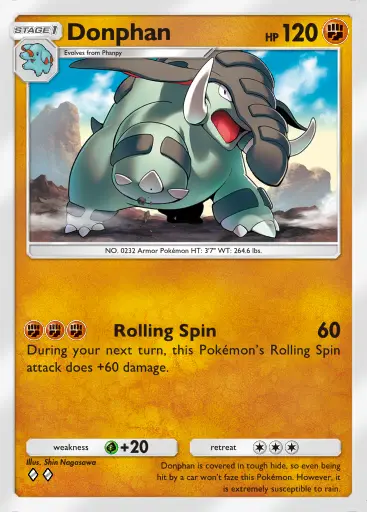 STAGE 1 Donphan HP 120
Evolves from Phanpy
NO. 0232 Armor Pokémon HT: 3'7" WT: 264.6 lbs.
Rolling Spin 60
During your next turn, this Pokémon's Rolling Spin
attack does +60 damage.
weakness +20 retreat
Illus. Shin Nagasawa
Donphan is covered in tough hide, so even being
hit by a car won't faze this Pokémon. However, it
is extremely susceptible to rain.